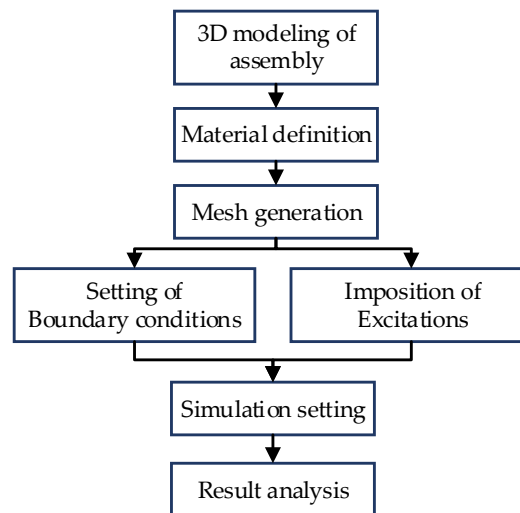 3D modeling of
assembly
Material definition
Mesh generation
Setting of
Boundary conditions
Imposition of
Excitations
Simulation setting
Result analysis